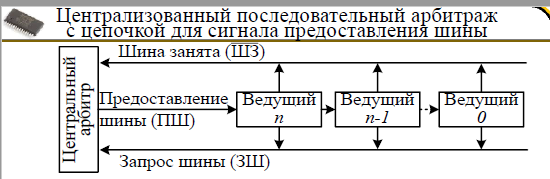 Централизованный последовательный арбитраж
с цепочкой для сигнала предоставления шины
Шина занята (ШЗ)
Центральный
арбитр
Предоставление
шины (ПШ)
Ведущий
n
Ведущий
n-1
Ведущий
0
Запрос шины (ЗШ)